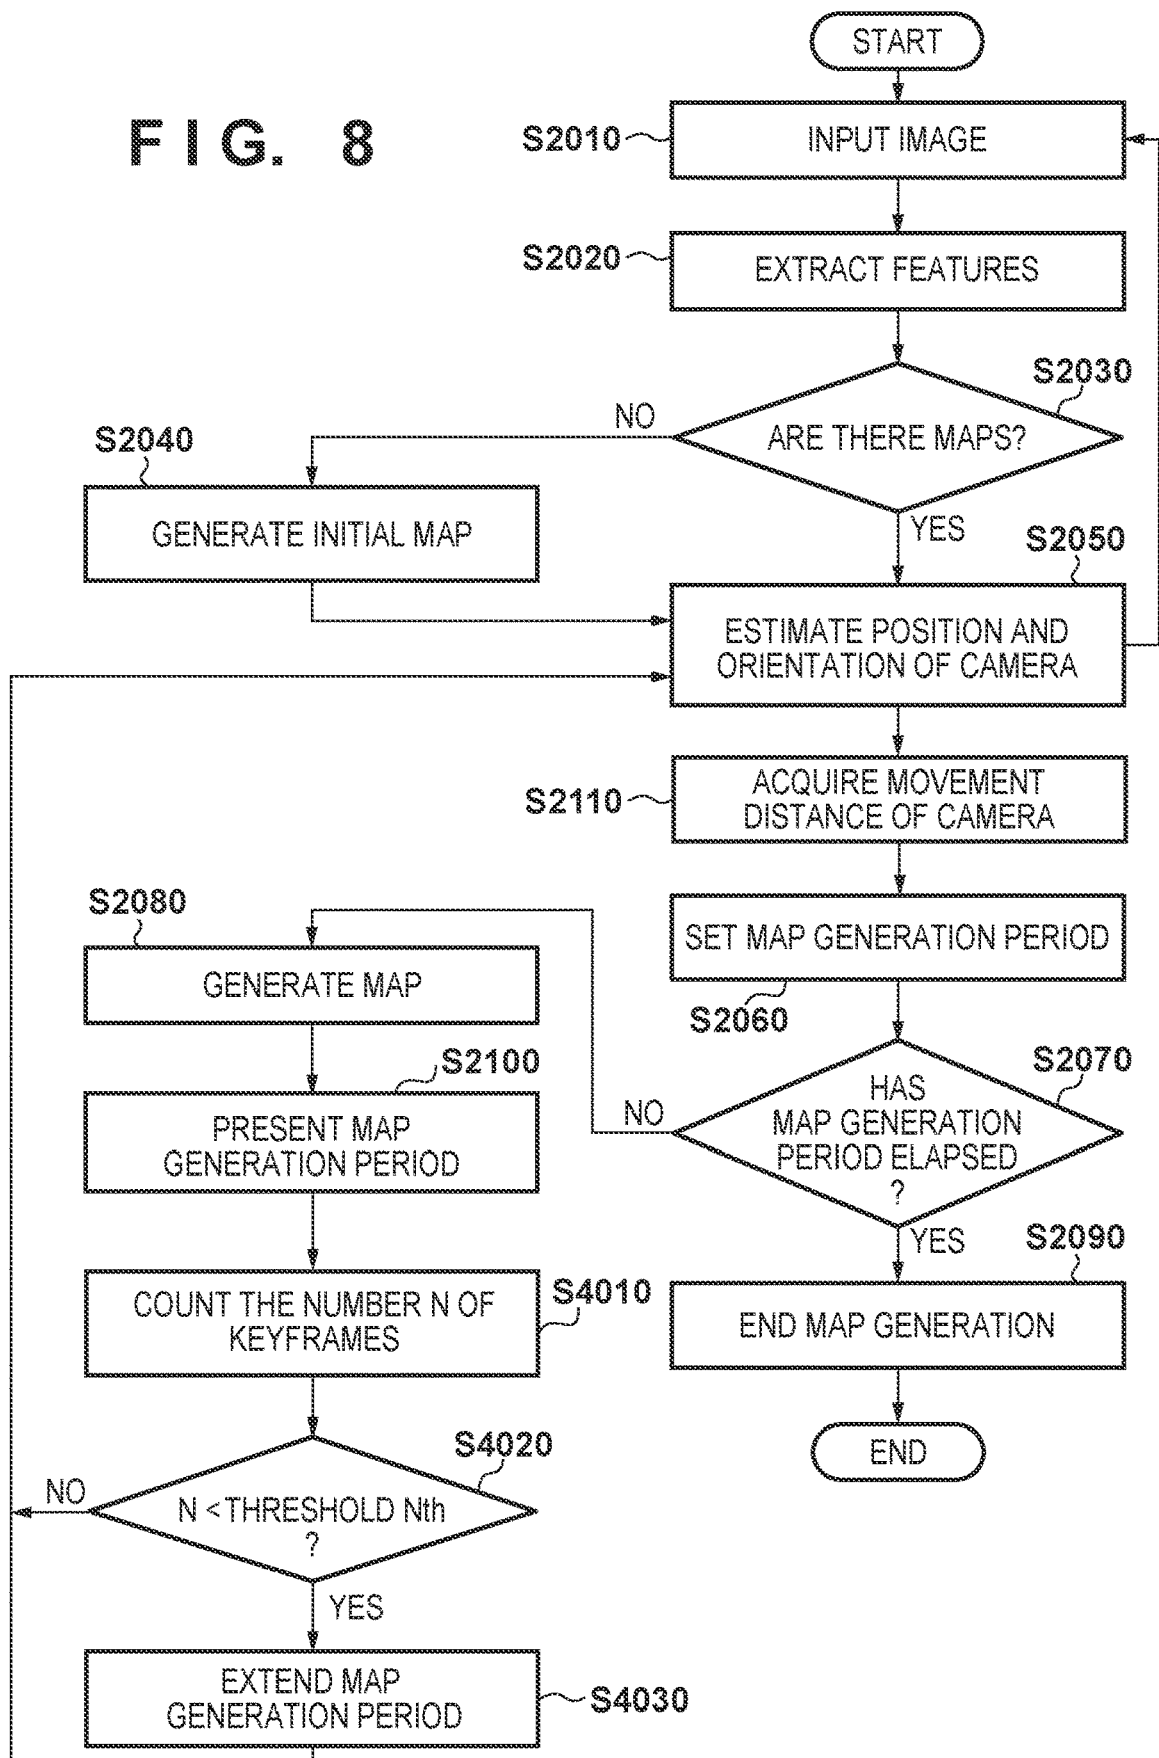 START
FIG. 8
S2010
INPUT IMAGE
S2020
EXTRACT FEATURES
S2030
NO
ARE THERE MAPS?
S2040
GENERATE INITIAL MAP
YES
S2050
ESTIMATE POSITION AND
ORIENTATION OF CAMERA
S2110
ACQUIRE MOVEMENT
DISTANCE OF CAMERA
S2080
SET MAP GENERATION PERIOD
GENERATE MAP
S2060
S2100
S2070
HAS
MAP GENERATION
PERIOD ELAPSED
?
NO
PRESENT MAP
GENERATION PERIOD
YES
S2090
S4010
COUNT THE NUMBER N OF
KEYFRAMES
END MAP GENERATION
S4020
END
NO
N < THRESHOLD Nth
?
YES
EXTEND MAP
GENERATION PERIOD
S4030